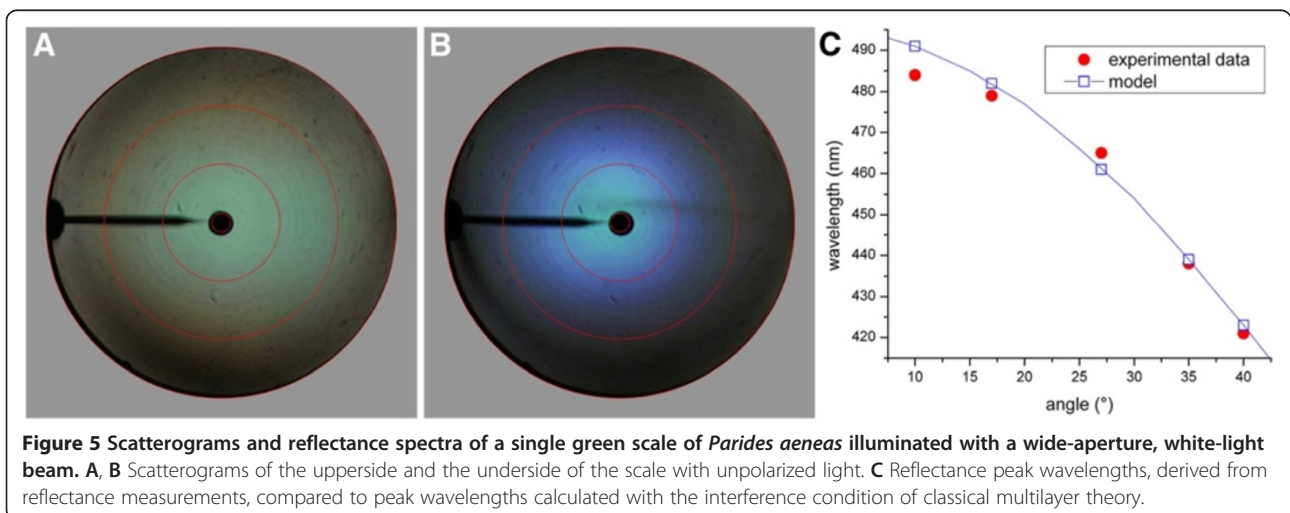 A
B
C
490
480
470
460
450
440
430
420
wavelength (nm)
experimental data
model
10 15 20 25 30 35 40
angle (°)
Figure 5 Scatterograms and reflectance spectra of a single green scale of Parides aeneas illuminated with a wide-aperture, white-light
beam. A, B Scatterograms of the upperside and the underside of the scale with unpolarized light. C Reflectance peak wavelengths, derived from
reflectance measurements, compared to peak wavelengths calculated with the interference condition of classical multilayer theory.